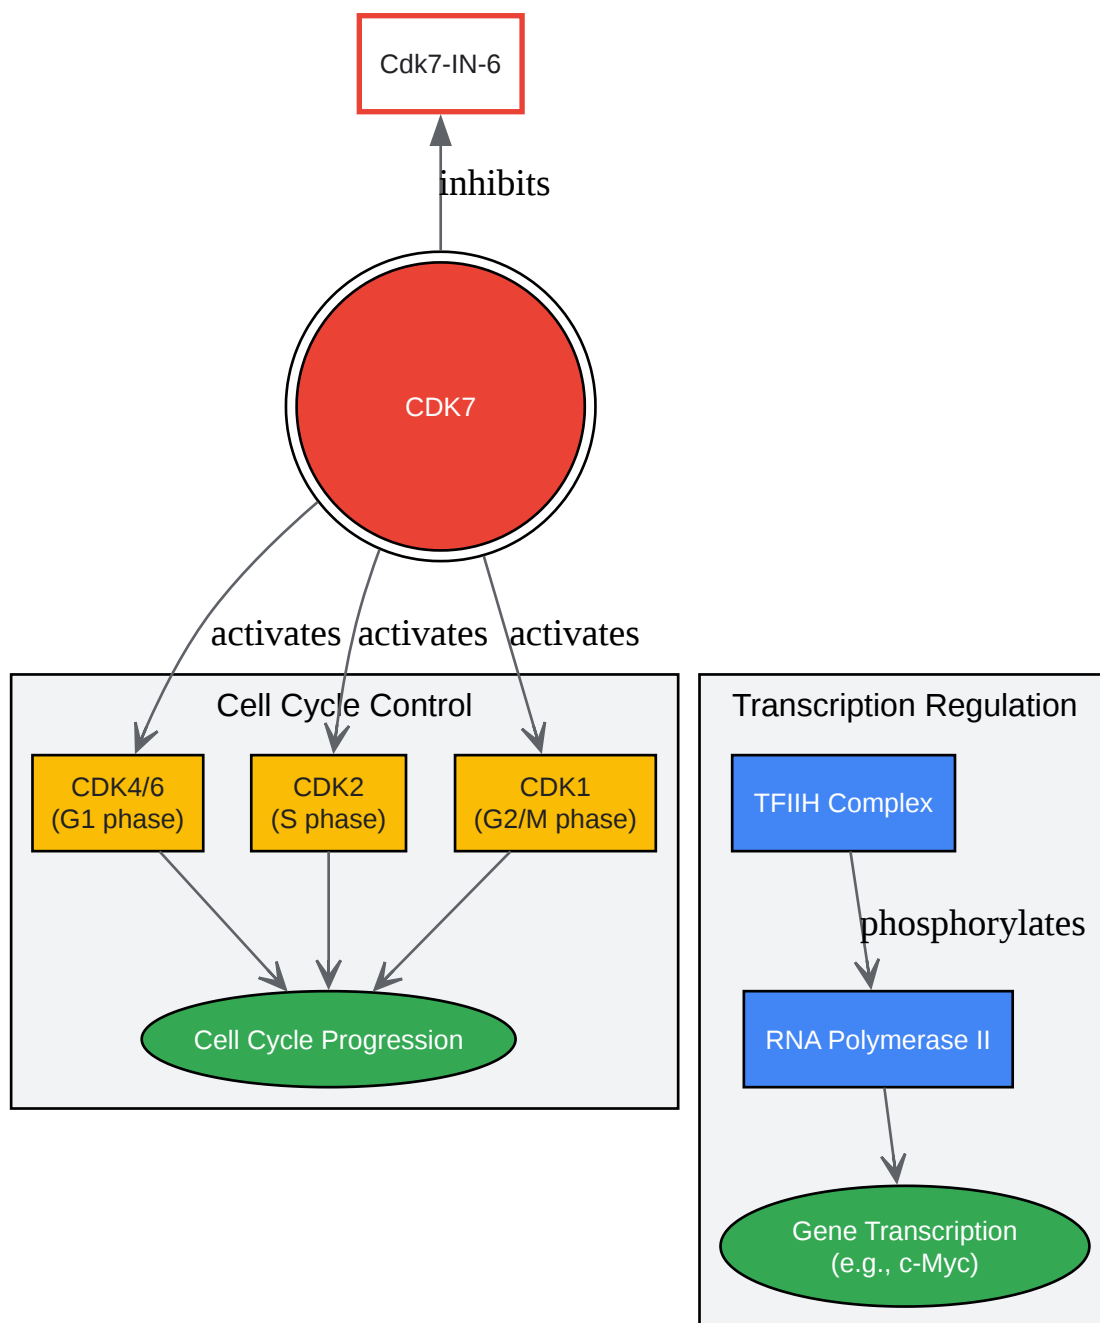 Cdk7-IN-6
inhibits
CDK7
activates
activates
activates
Cell Cycle Control
CDK4/6
(G1 phase)
CDK2
(S phase)
CDK1
(G2/M phase)
Cell Cycle Progression
Transcription Regulation
TFIIH Complex
phosphorylates
RNA Polymerase II
Gene Transcription
(e.g., c-Myc)